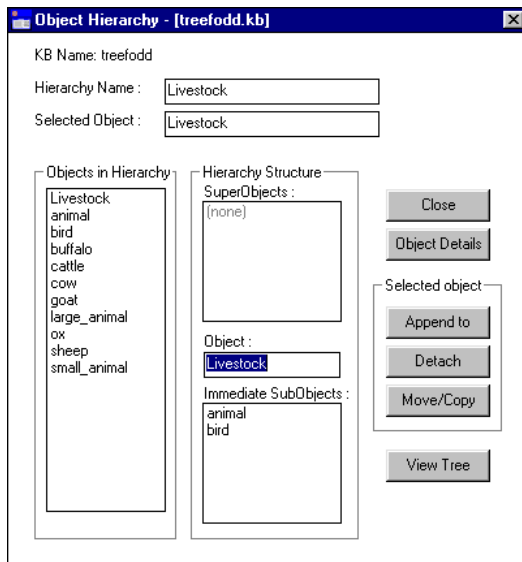 Object Hierarchy - [treefodd.kb]
KB Name: treefodd
Hierarchy Name : Livestock
Selected Object : Livestock
Objects in Hierarchy
Livestock
animal
bird
buffalo
cattle
cow
goat
large_animal
ox
sheep
small_animal
Hierarchy Structure
SuperObjects :
(none)
Object :
Livestock
Immediate SubObjects :
animal
bird
Close
Object Details
Selected object
Append to
Detach
Move/Copy
View Tree